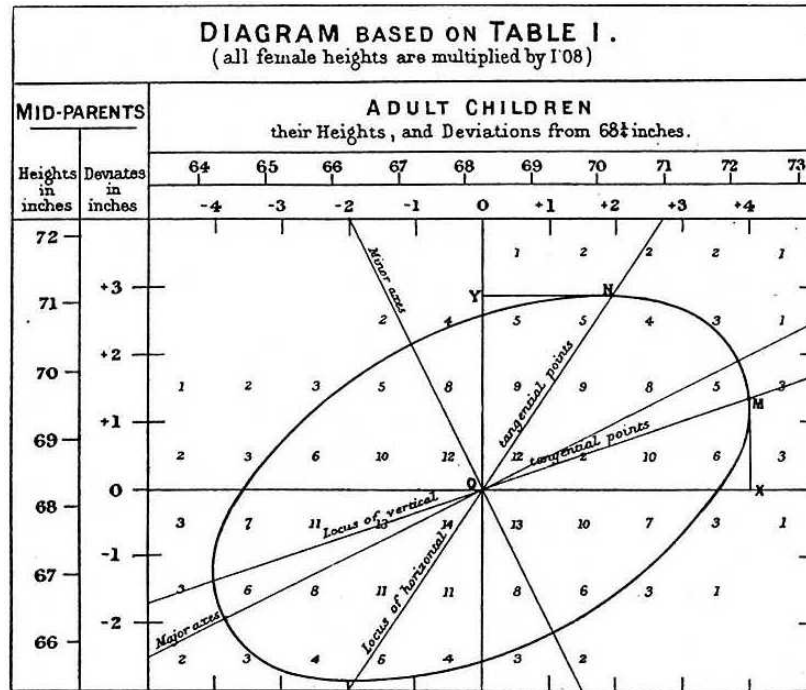 DIAGRAM BASED ON TABLE I.
(all female heights are multiplied by 1·08)
MID-PARENTS
ADULT CHILDREN
their Heights, and Deviations from 68¼ inches.
Heights in inches
Deviates in inches
64 65 66 67 68 69 70 71 72 73
-4 -3 -2 -1 0 +1 +2 +3 +4
72
1 2 2 2 1
Minor axes
+3
Y N
71
2 4 5 5 4 3 1
+2
tangential points
70
1 2 3 5 8 9 9 8 5 3
M
+1
tangential points
69
2 3 6 10 12 12 2 10 6 3
0
O X
68
Locus of vertical
3 7 11 13 14 13 10 7 3 1
-1
Locus of horizontal
67
3 6 8 11 11 8 6 3 1
-2
Major axes
66
2 3 4 6 4 3 2